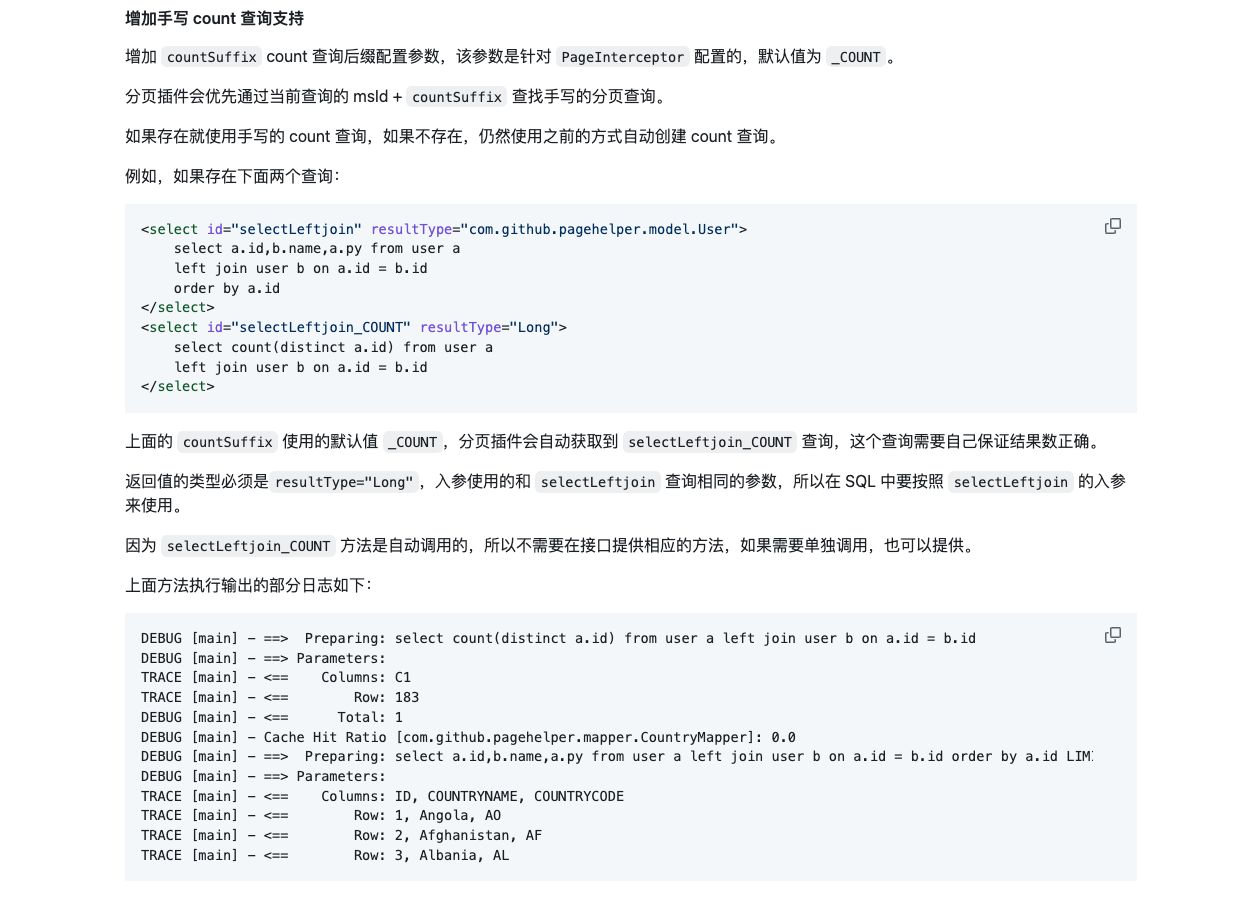 增加手写 count 查询支持
增加 countSuffix count 查询后缀配置参数，该参数是针对 PageInterceptor 配置的，默认值为 _COUNT 。
分页插件会优先通过当前查询的 msId + countSuffix 查找手写的分页查询。
如果存在就使用手写的 count 查询，如果不存在，仍然使用之前的方式自动创建 count 查询。
例如，如果存在下面两个查询：
<select id="selectLeftjoin" resultType="com.github.pagehelper.model.User">
    select a.id,b.name,a.py from user a
    left join user b on a.id = b.id
    order by a.id
</select>
<select id="selectLeftjoin_COUNT" resultType="Long">
    select count(distinct a.id) from user a
    left join user b on a.id = b.id
</select>
上面的 countSuffix 使用的默认值 _COUNT，分页插件会自动获取到 selectLeftjoin_COUNT 查询，这个查询需要自己保证结果数正确。
返回值的类型必须是 resultType="Long" ，入参使用的和 selectLeftjoin 查询相同的参数，所以在 SQL 中要按照 selectLeftjoin 的入参
来使用。
因为 selectLeftjoin_COUNT 方法是自动调用的，所以不需要在接口提供相应的方法，如果需要单独调用，也可以提供。
上面方法执行输出的部分日志如下：
DEBUG [main] - ==>  Preparing: select count(distinct a.id) from user a left join user b on a.id = b.id
DEBUG [main] - ==> Parameters:
TRACE [main] - <==    Columns: C1
TRACE [main] - <==        Row: 183
DEBUG [main] - <==      Total: 1
DEBUG [main] - Cache Hit Ratio [com.github.pagehelper.mapper.CountryMapper]: 0.0
DEBUG [main] - ==>  Preparing: select a.id,b.name,a.py from user a left join user b on a.id = b.id order by a.id LIM
DEBUG [main] - ==> Parameters:
TRACE [main] - <==    Columns: ID, COUNTRYNAME, COUNTRYCODE
TRACE [main] - <==        Row: 1, Angola, AO
TRACE [main] - <==        Row: 2, Afghanistan, AF
TRACE [main] - <==        Row: 3, Albania, AL